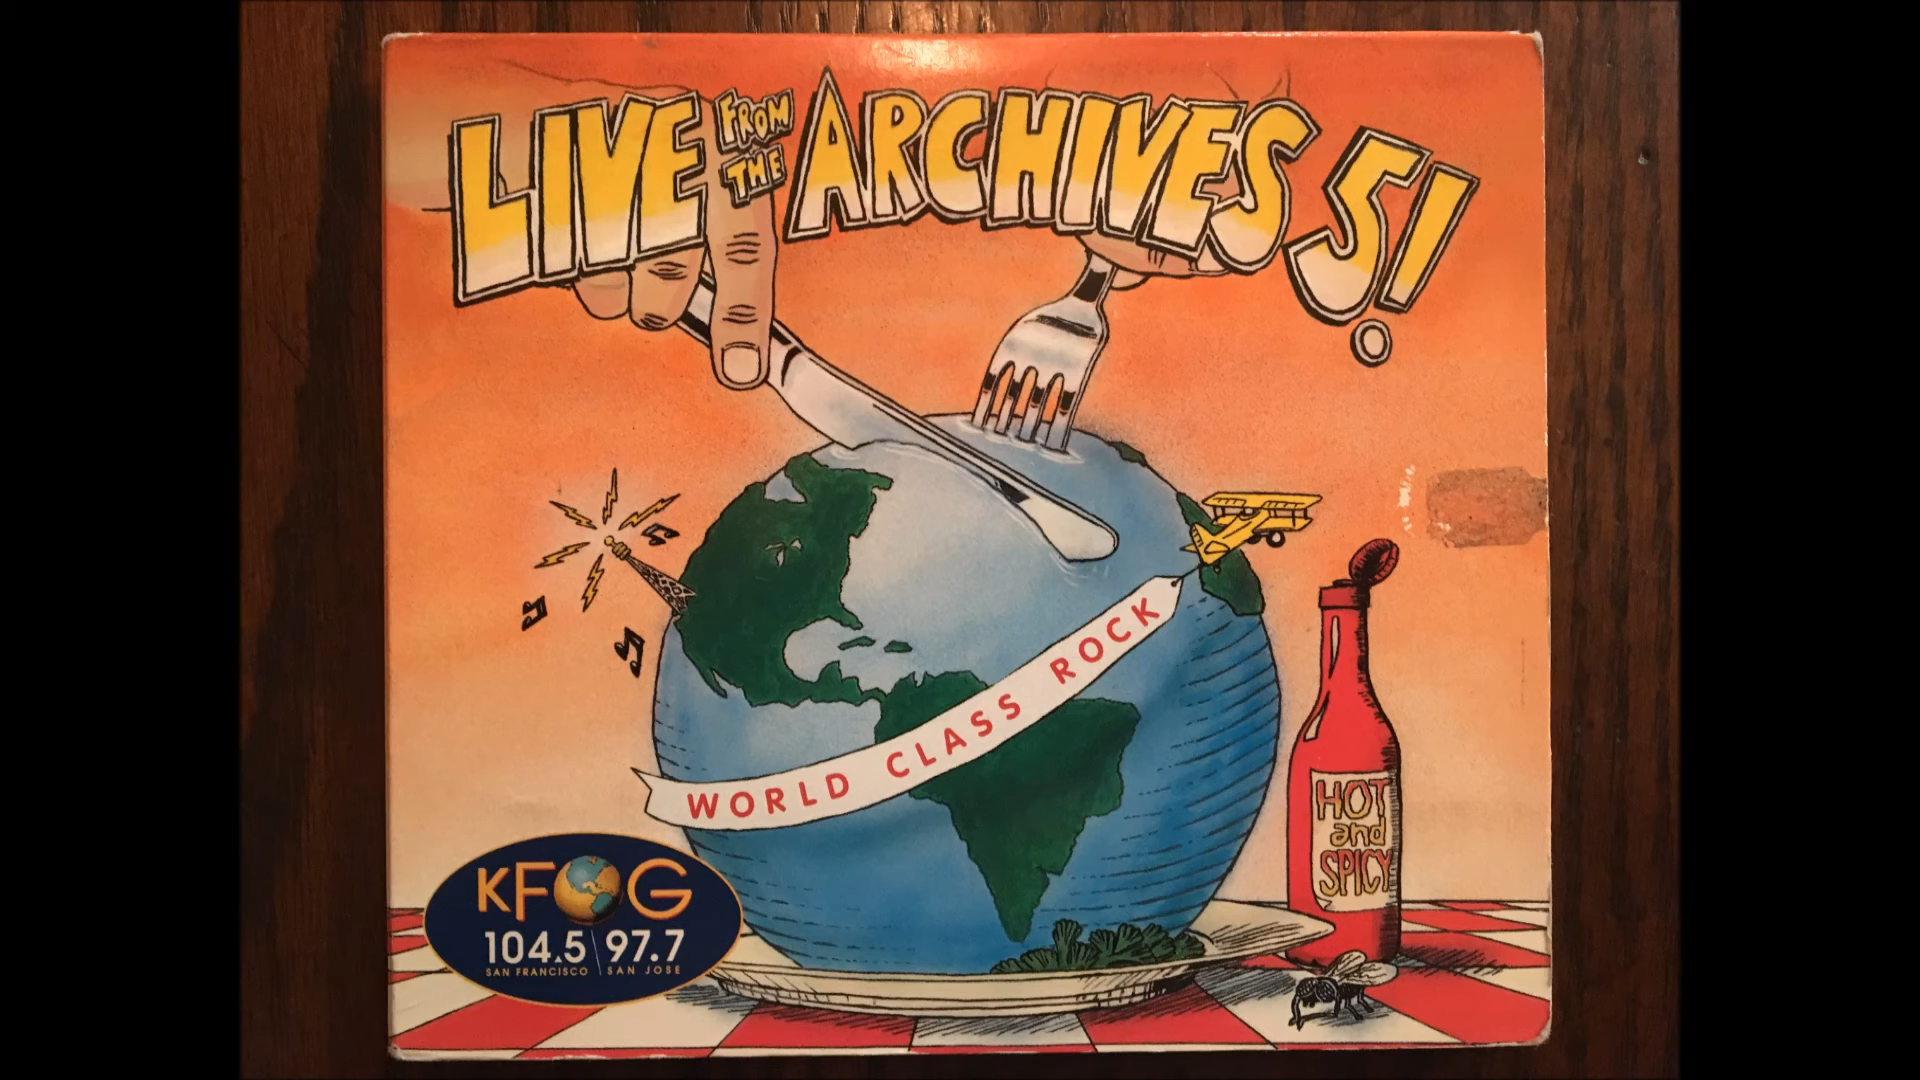 LIVE FROM THE ARCHIVES 5!
WORLD CLASS ROCK
HOT
and
SPICY
KFOG
104.5 | 97.7
SAN FRANCISCO | SAN JOSE